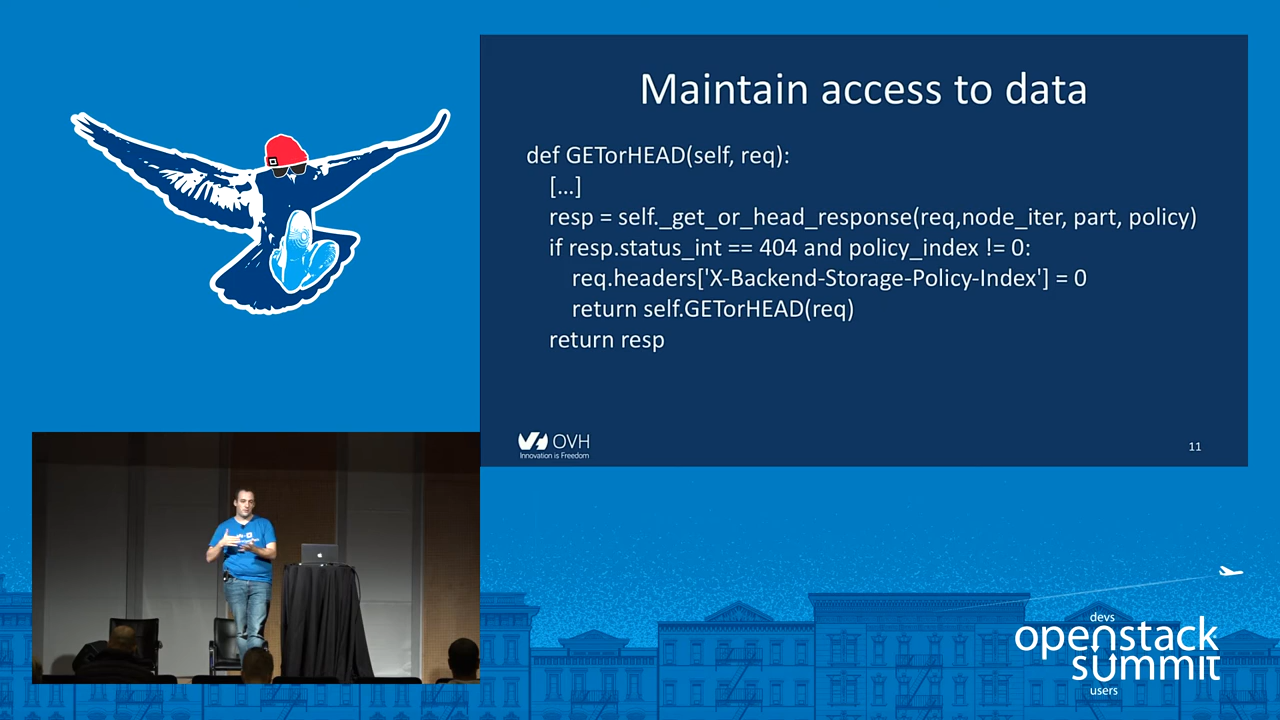 Maintain access to data
def GETorHEAD(self, req):
[...]
resp = self._get_or_head_response(req,node_iter, part, policy)
if resp.status_int == 404 and policy_index != 0:
req.headers['X-Backend-Storage-Policy-Index'] = 0
return self.GETorHEAD(req)
return resp
OVH
Innovation is Freedom
11
devs
openstack
summit
users